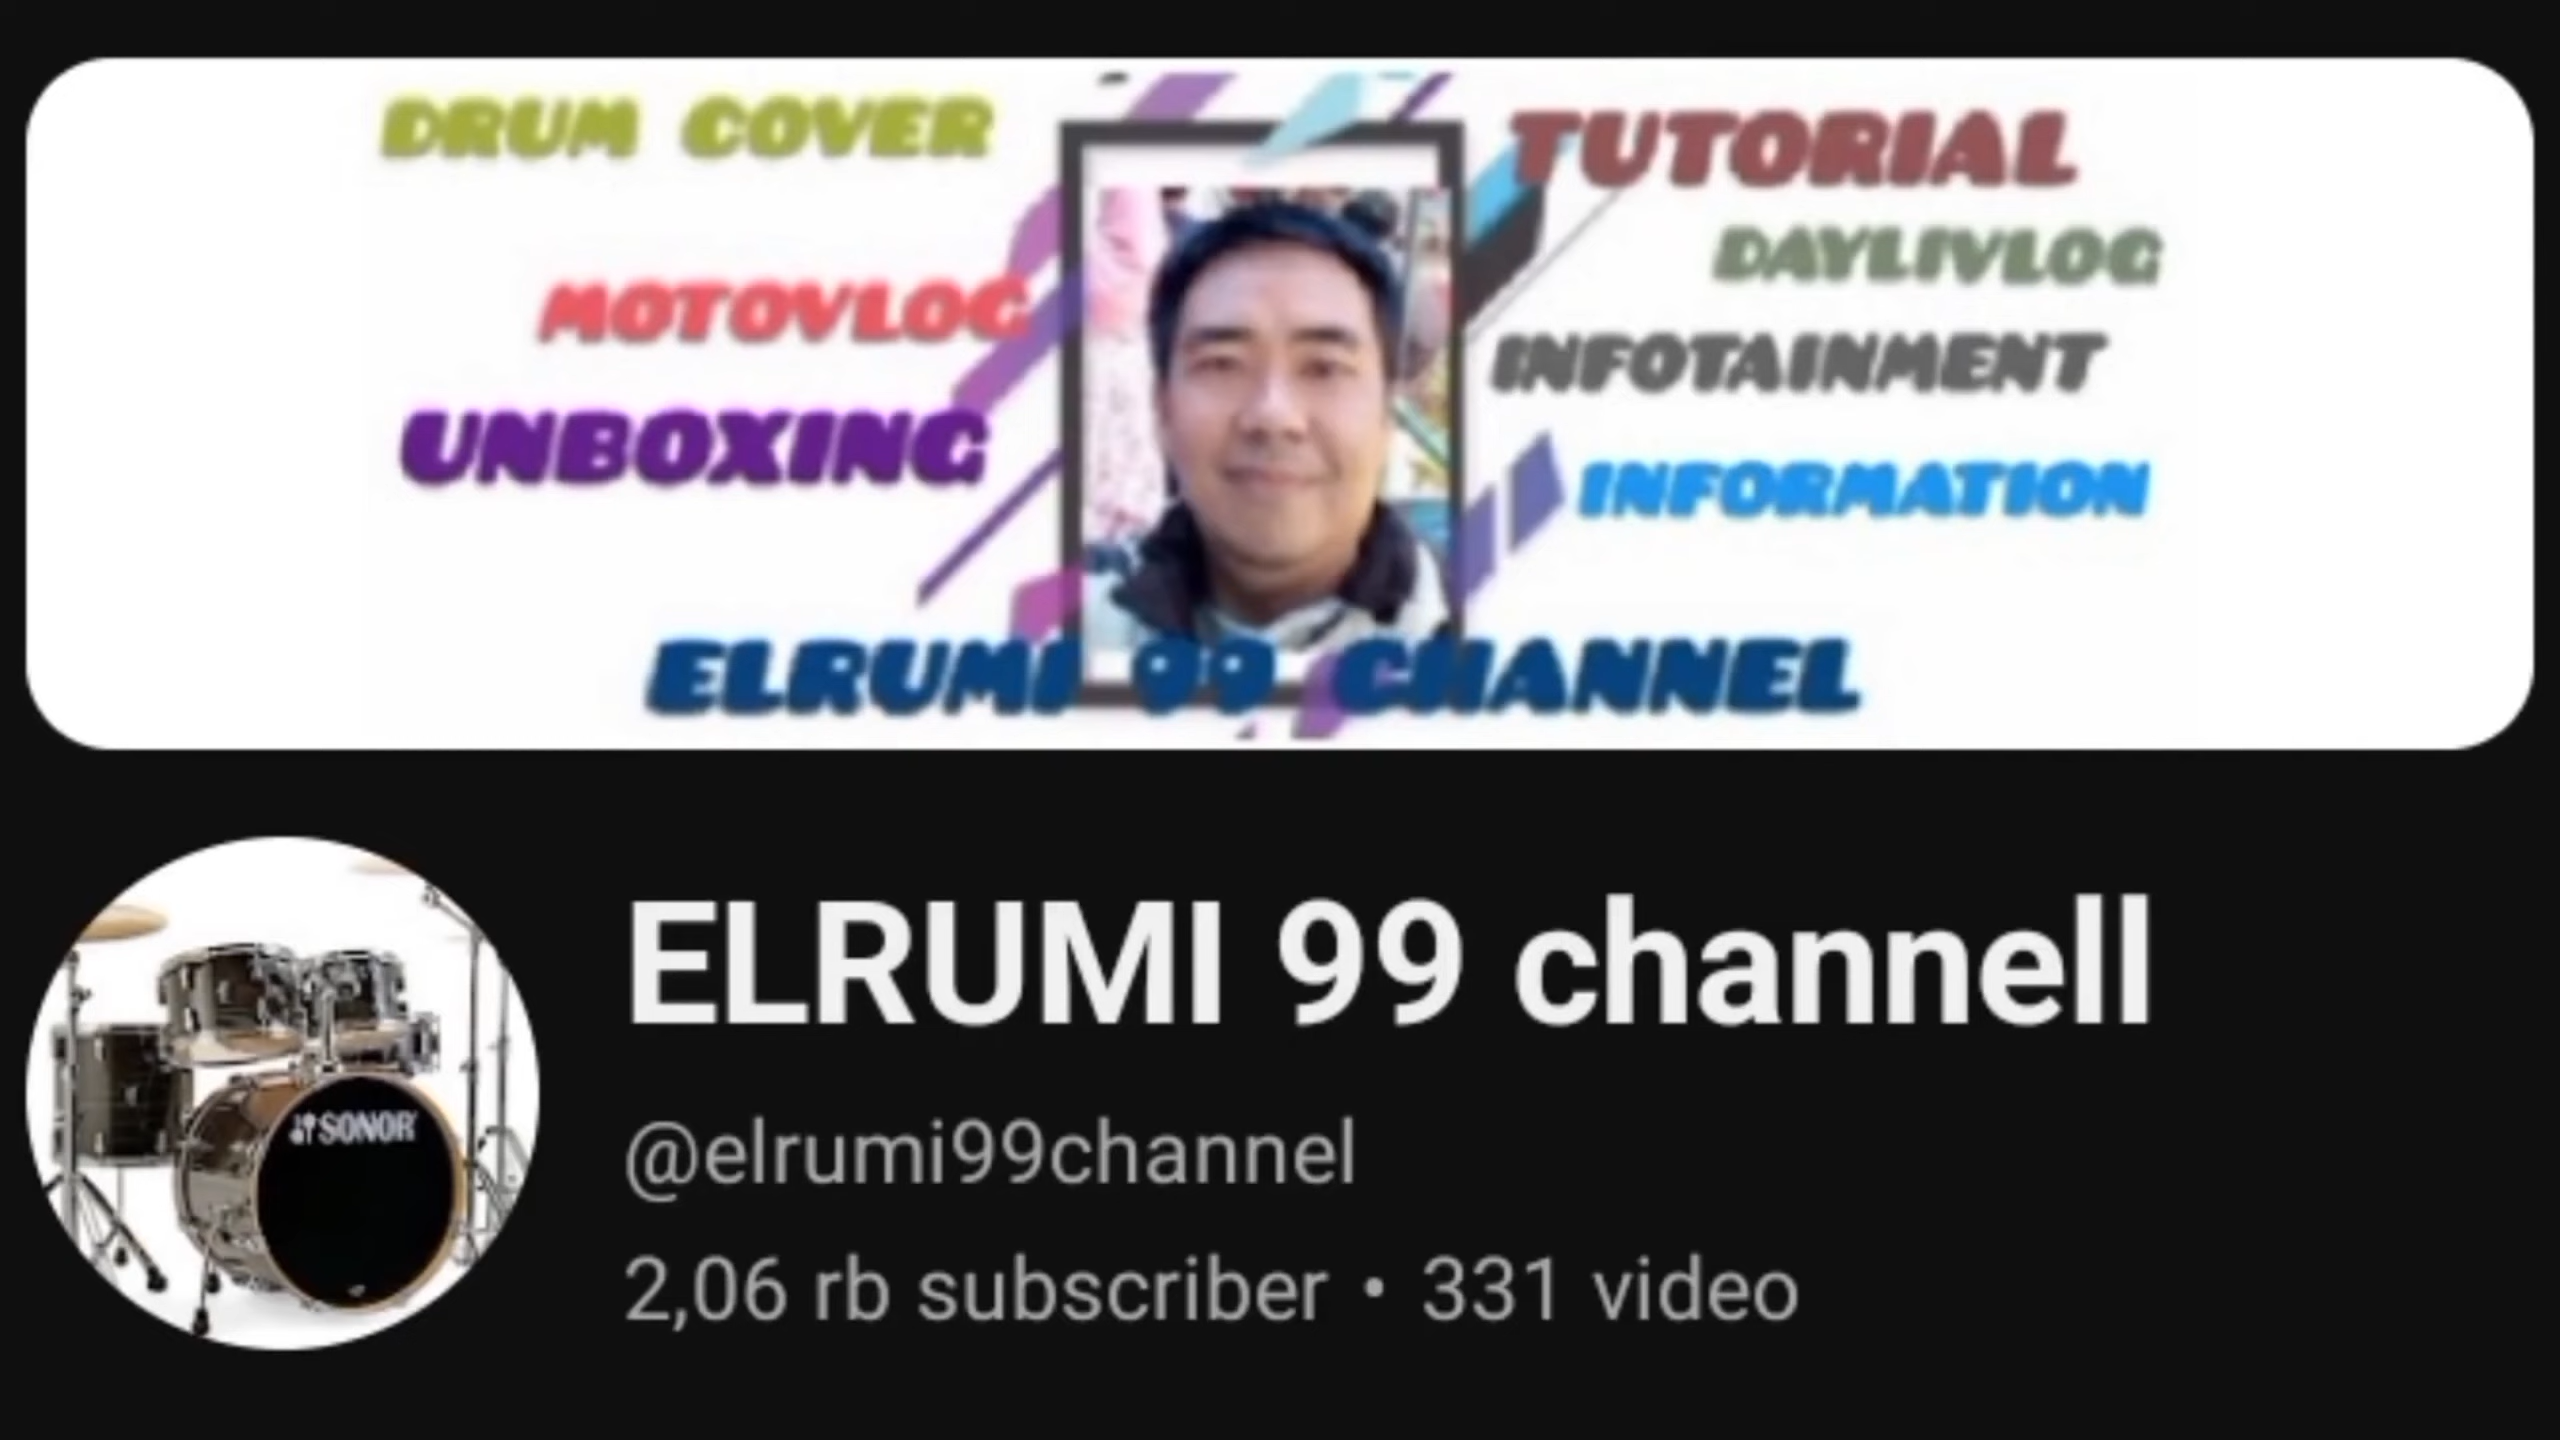 DRUM COVER
TUTORIAL
DAYLIVLOG
MOTOVLOG
INFOTAINMENT
UNBOXING
INFORMATION
ELRUMI 99 CHANNEL
ELRUMI 99 channell
SONOR
@elrumi99channel
2,06 rb subscriber • 331 video